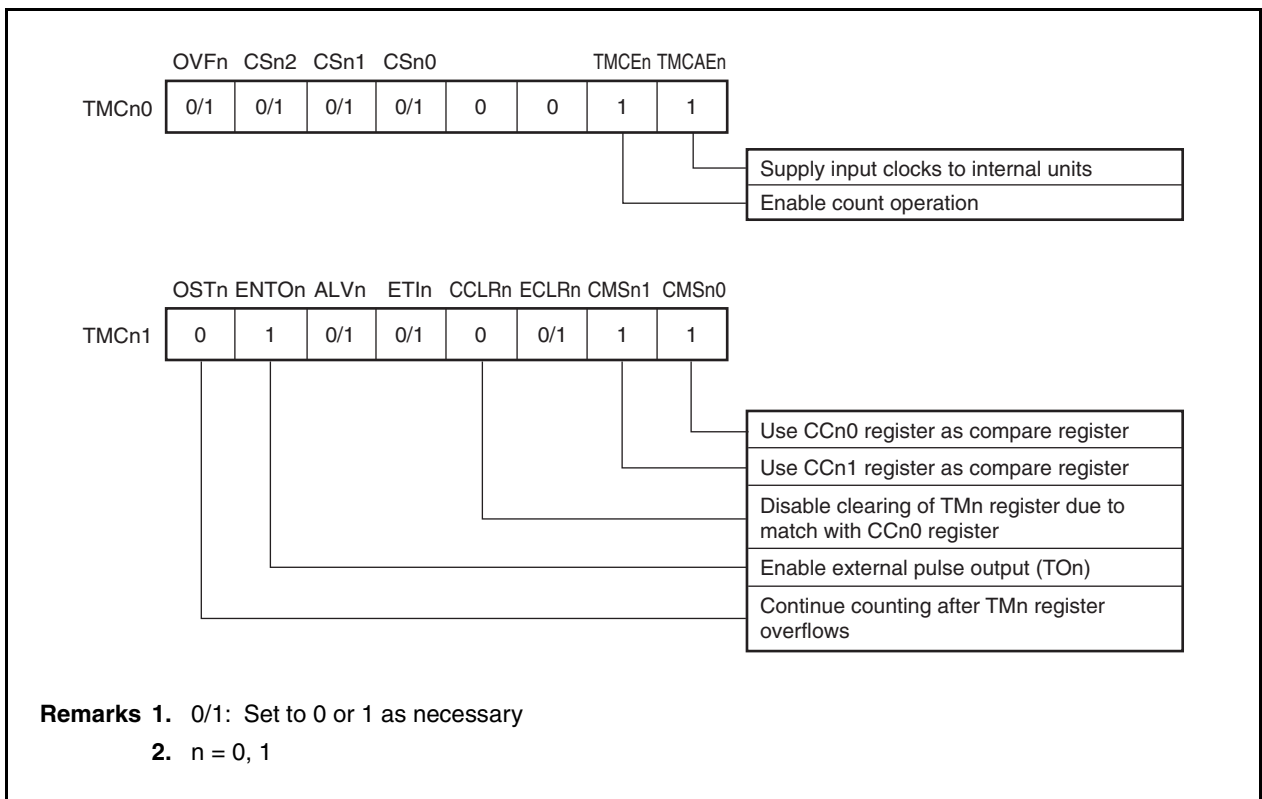 OVFn CSn2 CSn1 CSn0 TMCEn TMCAEn
TMCn0 0/1 0/1 0/1 0/1 0 0 1 1
Supply input clocks to internal units
Enable count operation
OSTn ENTOn ALVn ETIn CCLRn ECLRn CMSn1 CMSn0
TMCn1 0 1 0/1 0/1 0 0/1 1 1
Use CCn0 register as compare register
Use CCn1 register as compare register
Disable clearing of TMn register due to
match with CCn0 register
Enable external pulse output (TOn)
Continue counting after TMn register
overflows
Remarks 1. 0/1: Set to 0 or 1 as necessary
2. n = 0, 1